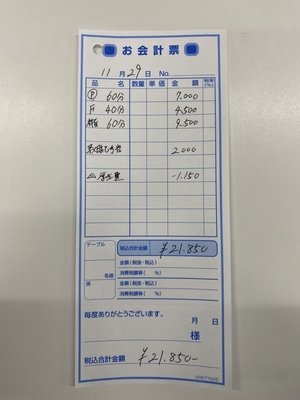 お会計票
11月29日 No.
品名 数量 単価 金額 税率(%)
Ⓟ 60分 7.000
F 40分 4.500
60分 9.500
2.000
△厚生費 -1.150
テーブル
名様
係
税込合計金額 ¥21.850
金額(税抜・税込)
消費税額等( %)
金額(税抜・税込)
消費税額等( %)
毎度ありがとうございます。
月 日
様
税込合計金額 ¥21.850-